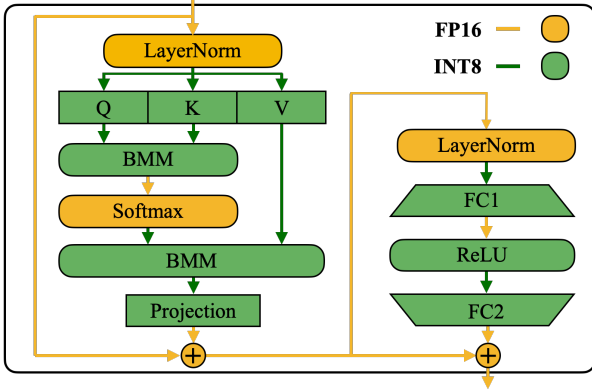 FP16
INT8
LayerNorm
Q K V
BMM
Softmax
BMM
Projection
+
LayerNorm
FC1
ReLU
FC2
+